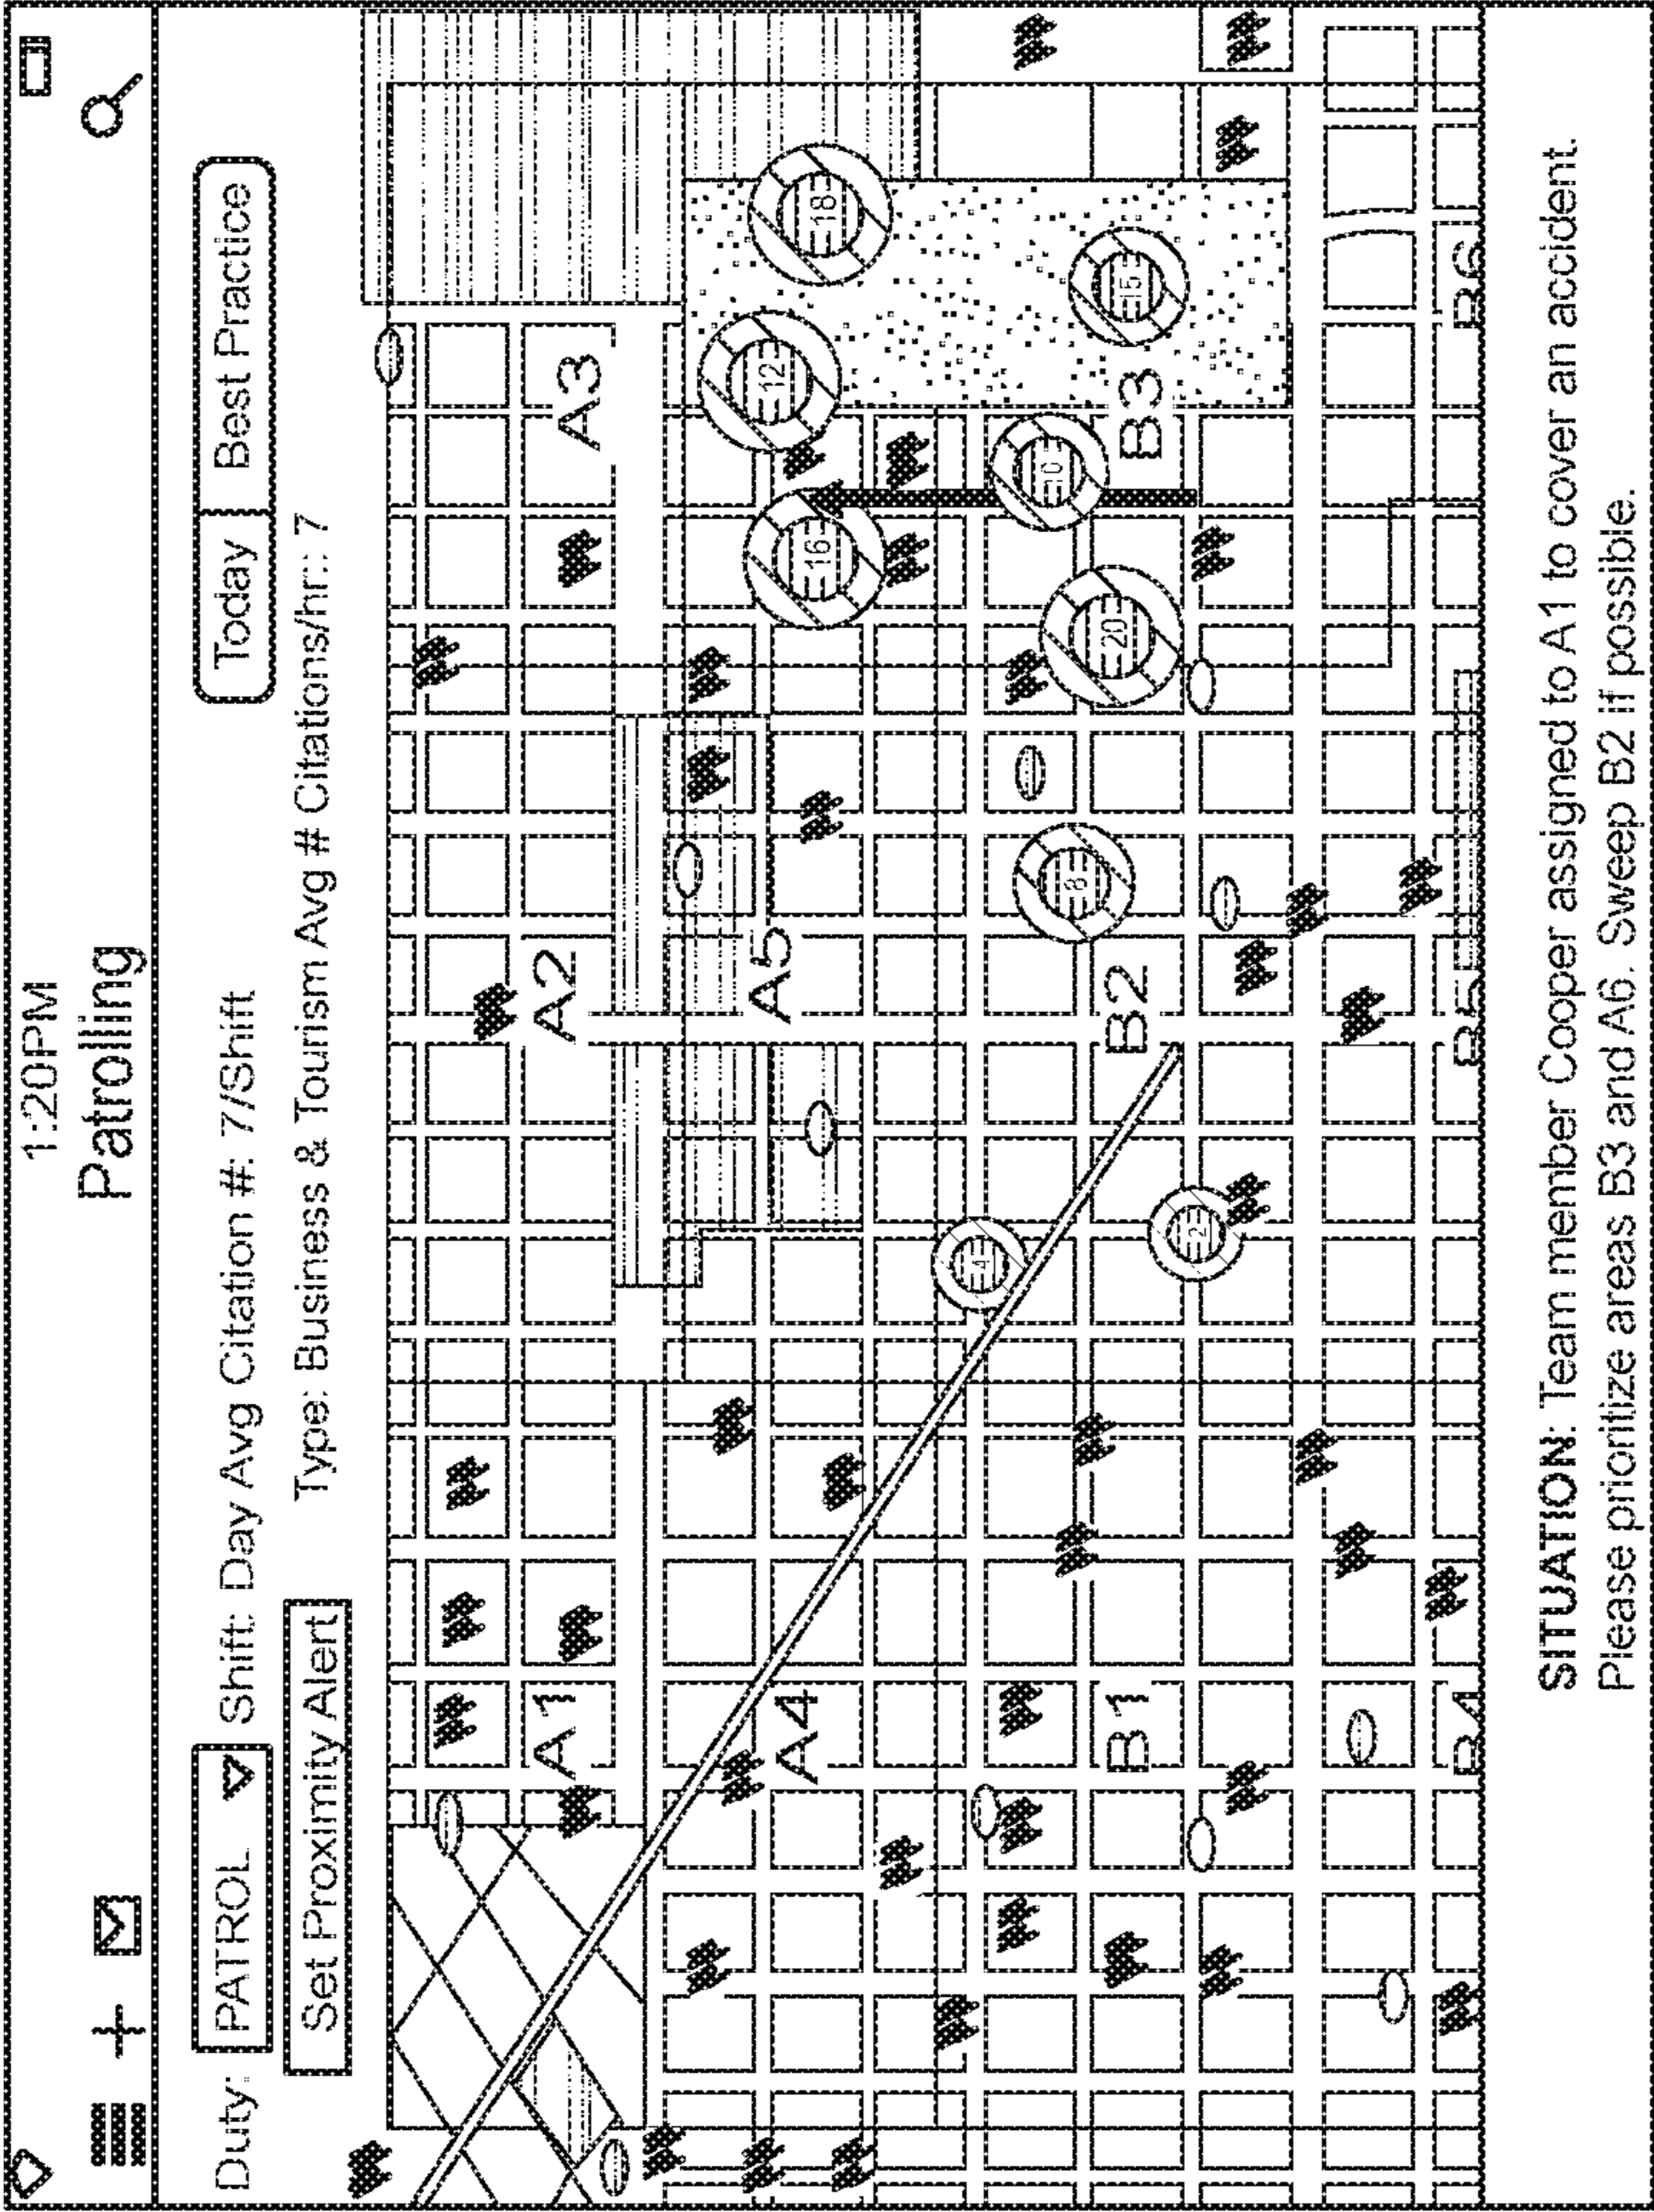 1:20PM
Patrolling
Duty: PATROL Shift: Day Avg Citation #: 7/Shift Today Best Practice
Set Proximity Alert Type: Business & Tourism Avg # Citations/hr.: 7
A1 A2 A3
A4 A5 12
16 18
4 8 10
B1 B2 20 B3 15
2
B4 B5 B6
SITUATION: Team member Cooper assigned to A1 to cover an accident.
Please prioritize areas B3 and A6. Sweep B2 if possible.